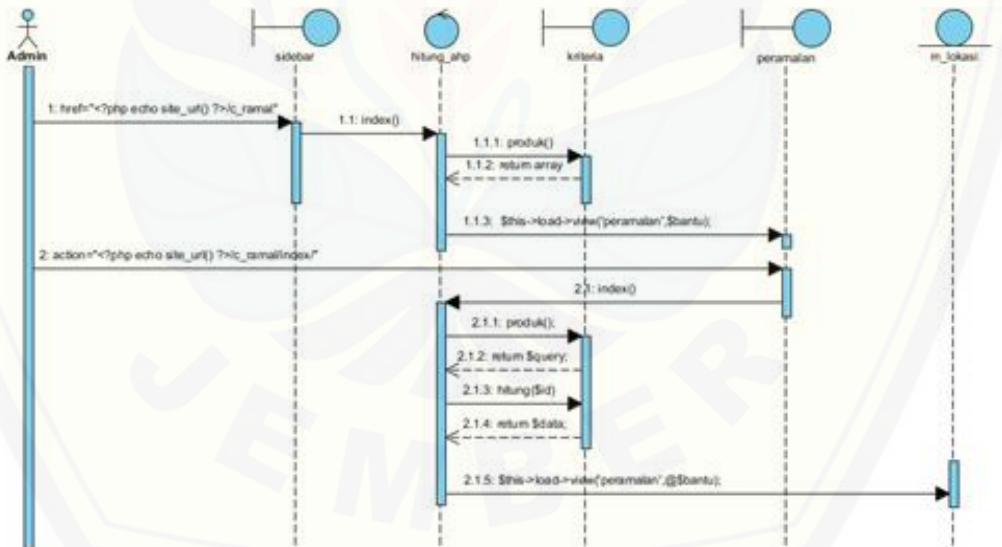 Admin
sidebar
hitung_ahp
kriteria
peramalan
m_lokasi
1: href="<?php echo site_url() ?>/c_ramal"
1.1: index()
1.1.1: produk()
1.1.2: return array
1.1.3: $this->load->view('peramalan',$bantu);
2: action="<?php echo site_url() ?>/c_ramal/index/"
2.1: index()
2.1.1: produk();
2.1.2: return $query;
2.1.3: hitung($id)
2.1.4: return $data;
2.1.5: $this->load->view('peramalan',@$bantu);
JEMBER